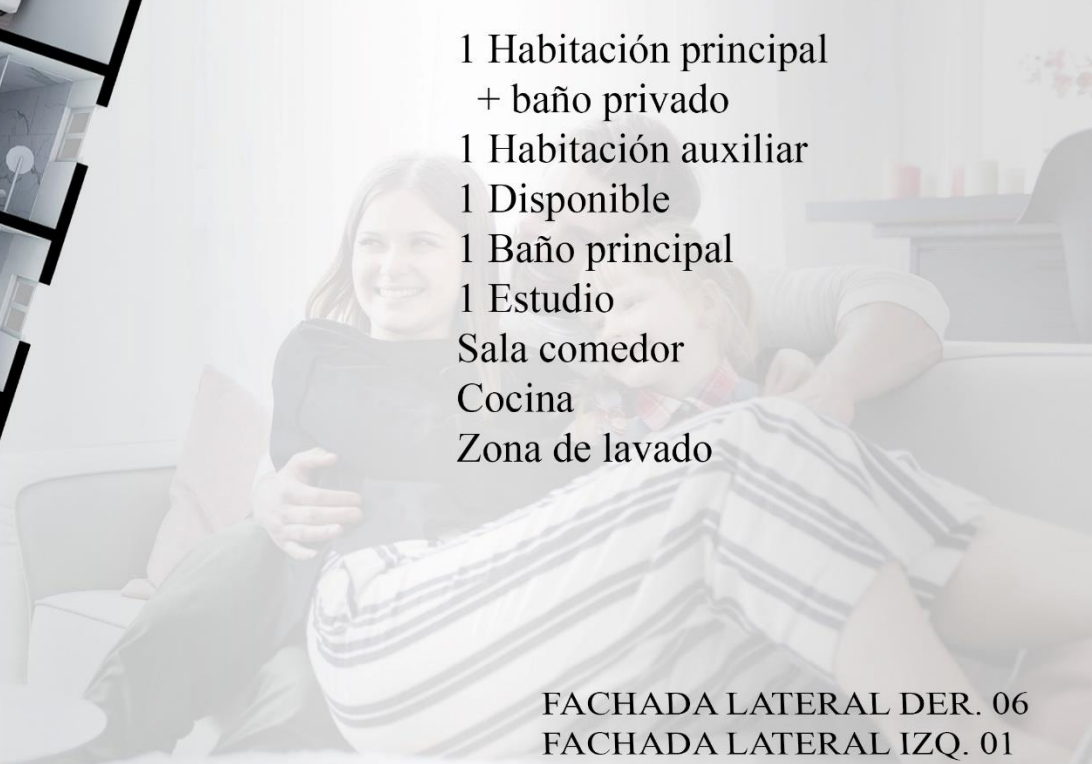 1 Habitación principal
+ baño privado
1 Habitación auxiliar
1 Disponible
1 Baño principal
1 Estudio
Sala comedor
Cocina
Zona de lavado
FACHADA LATERAL DER. 06
FACHADA LATERAL IZQ. 01